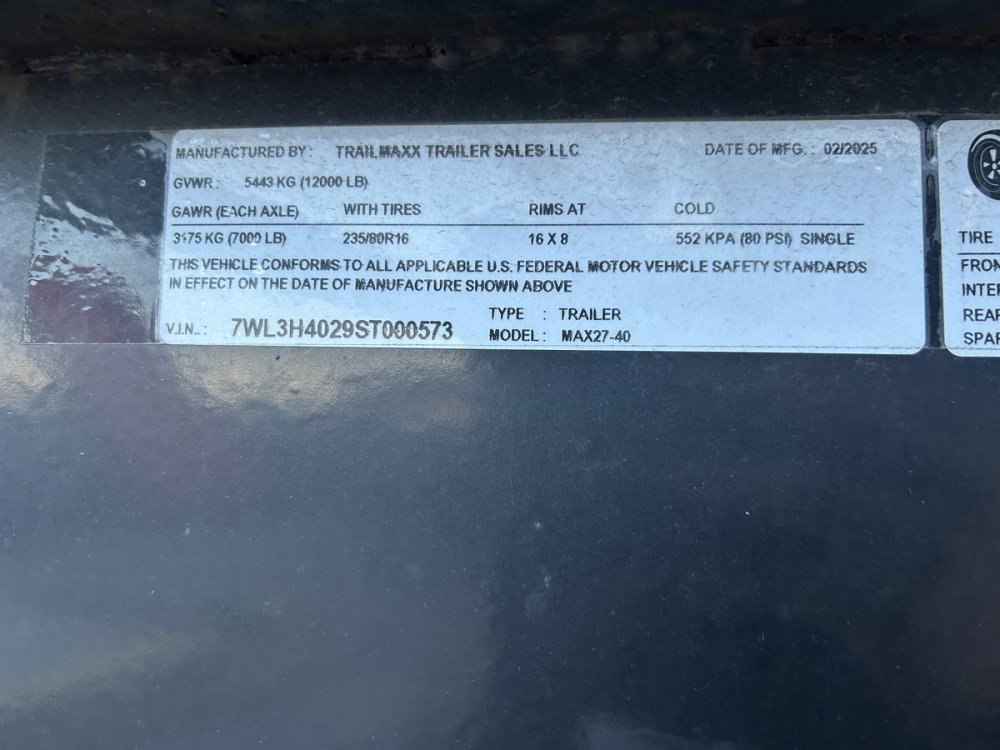 MANUFACTURED BY: TRAILMAXX TRAILER SALES LLC DATE OF MFG.: 02/2025
GVWR: 5443 KG (12000 LB)
GAWR (EACH AXLE) WITH TIRES RIMS AT COLD
3175 KG (7000 LB) 235/80R16 16 X 8 552 KPA (80 PSI) SINGLE
THIS VEHICLE CONFORMS TO ALL APPLICABLE U.S. FEDERAL MOTOR VEHICLE SAFETY STANDARDS
IN EFFECT ON THE DATE OF MANUFACTURE SHOWN ABOVE
V.I.N..: 7WL3H4029ST000573
TYPE : TRAILER
MODEL: MAX27-40
TIRE
FRON
INTE
REAR
SPAR